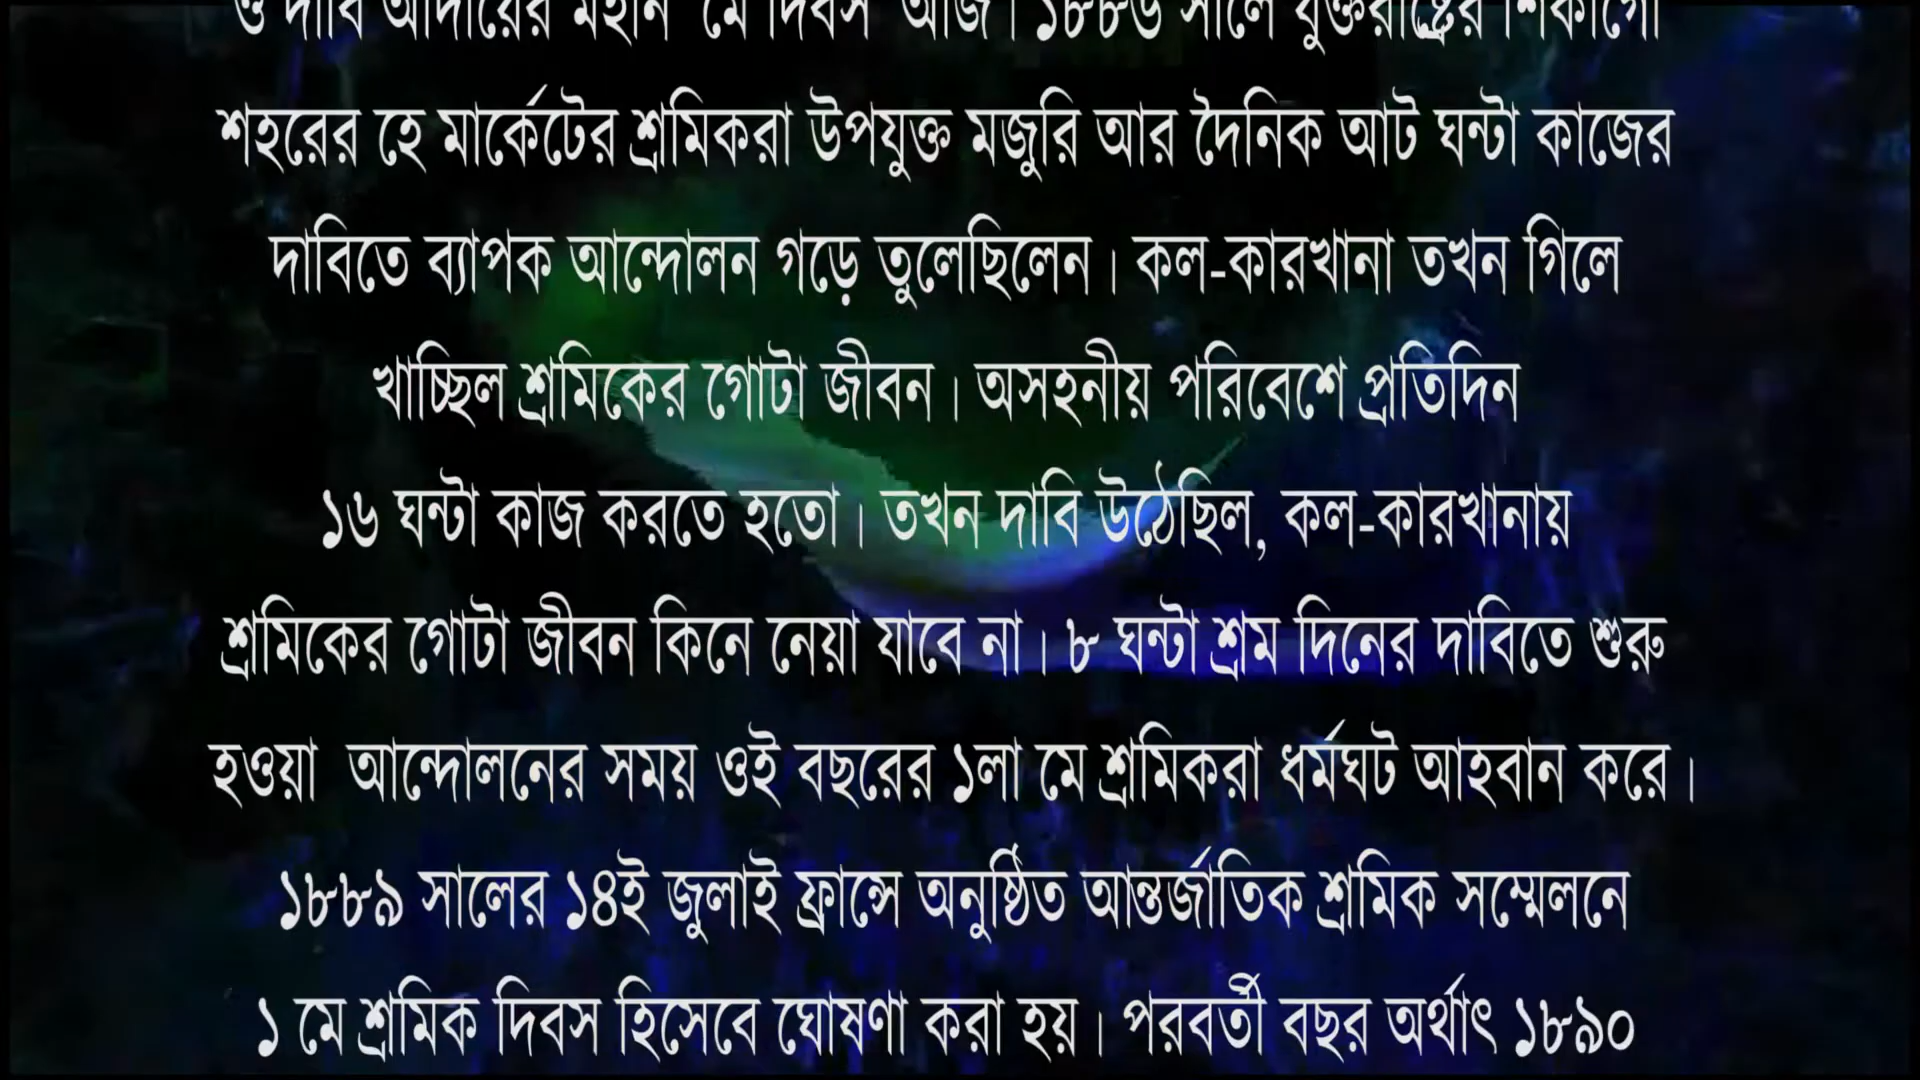 ও দাবি আদায়ের মহান  মে দিবস  আজ। ১৮৮৬ সালে যুক্তরাষ্ট্রের শিকাগো
শহরের হে মার্কেটের শ্রমিকরা উপযুক্ত মজুরি আর দৈনিক আট ঘন্টা কাজের
দাবিতে ব্যাপক আন্দোলন গড়ে তুলেছিলেন। কল-কারখানা তখন গিলে
খাচ্ছিল শ্রমিকের গোটা জীবন। অসহনীয় পরিবেশে প্রতিদিন
১৬ ঘন্টা কাজ করতে হতো। তখন দাবি উঠেছিল, কল-কারখানায়
শ্রমিকের গোটা জীবন কিনে নেয়া যাবে না। ৮ ঘন্টা শ্রম দিনের দাবিতে শুরু
হওয়া  আন্দোলনের সময় ওই বছরের ১লা মে শ্রমিকরা ধর্মঘট আহবান করে।
১৮৮৯ সালের ১৪ই জুলাই ফ্রান্সে অনুষ্ঠিত আন্তর্জাতিক শ্রমিক সম্মেলনে
১ মে শ্রমিক দিবস হিসেবে ঘোষণা করা হয়। পরবর্তী বছর অর্থাৎ ১৮৯০